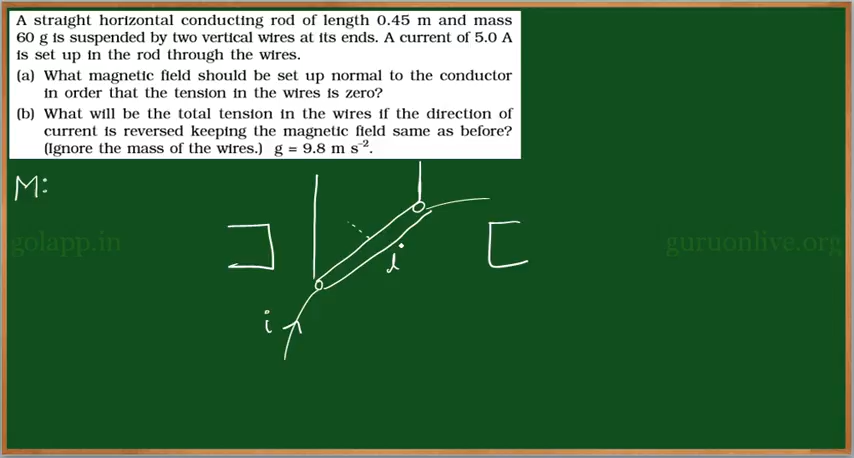 A straight horizontal conducting rod of length 0.45 m and mass
60 g is suspended by two vertical wires at its ends. A current of 5.0 A
is set up in the rod through the wires.
(a) What magnetic field should be set up normal to the conductor
in order that the tension in the wires is zero?
(b) What will be the total tension in the wires if the direction of
current is reversed keeping the magnetic field same as before?
(Ignore the mass of the wires.) g = 9.8 m s⁻².
M:
golapp.in
guruonlive.org
i